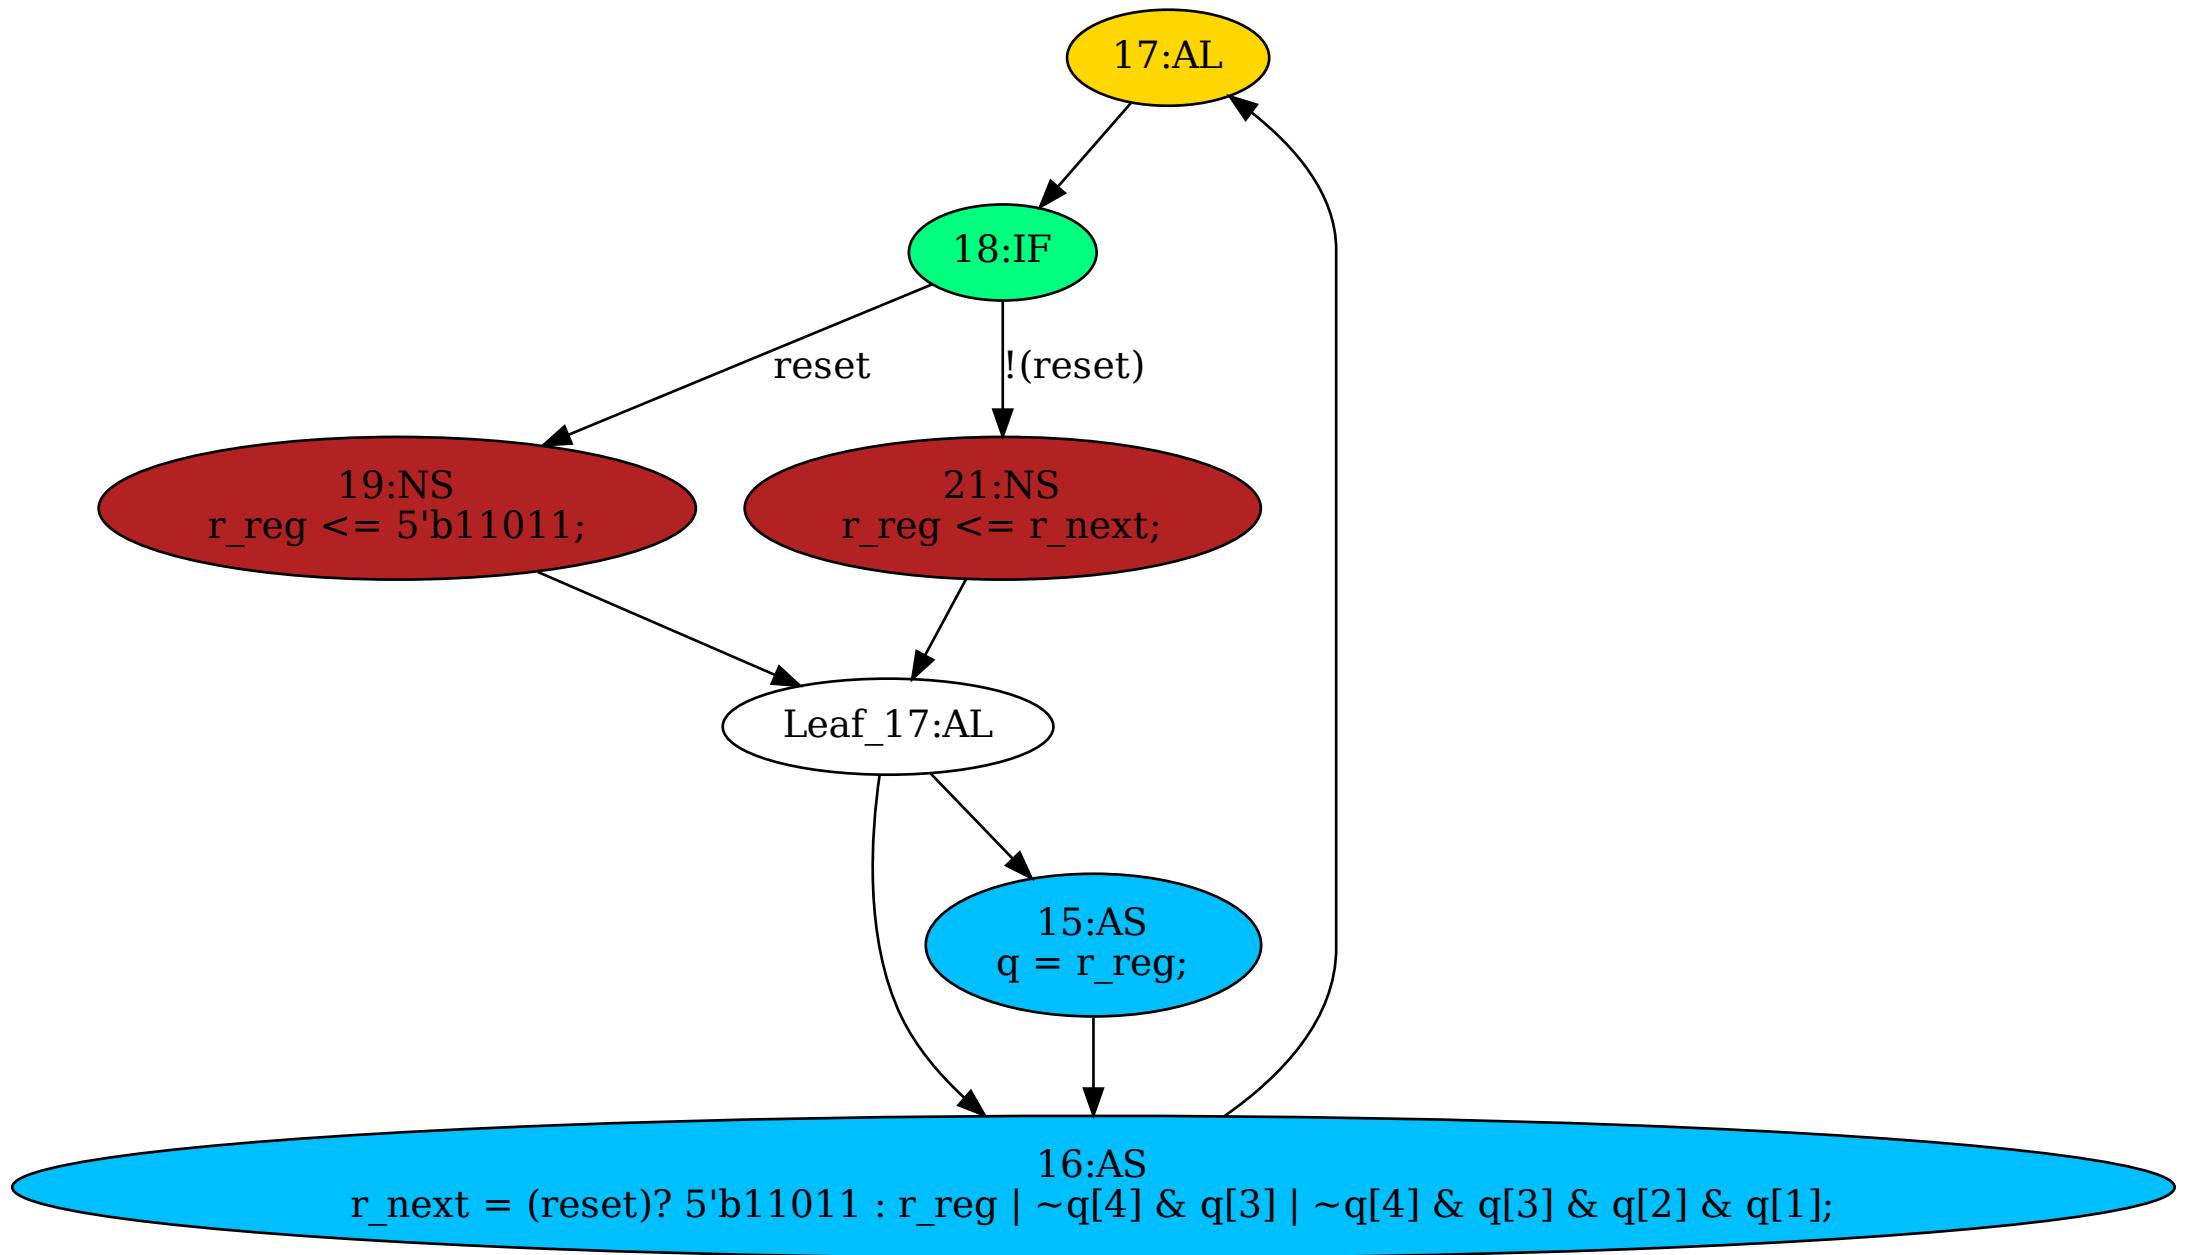 17:AL
18:IF
reset
!(reset)
19:NS
r_reg <= 5'b11011;
21:NS
r_reg <= r_next;
Leaf_17:AL
15:AS
q = r_reg;
16:AS
r_next = (reset)? 5'b11011 : r_reg | ~q[4] & q[3] | ~q[4] & q[3] & q[2] & q[1];